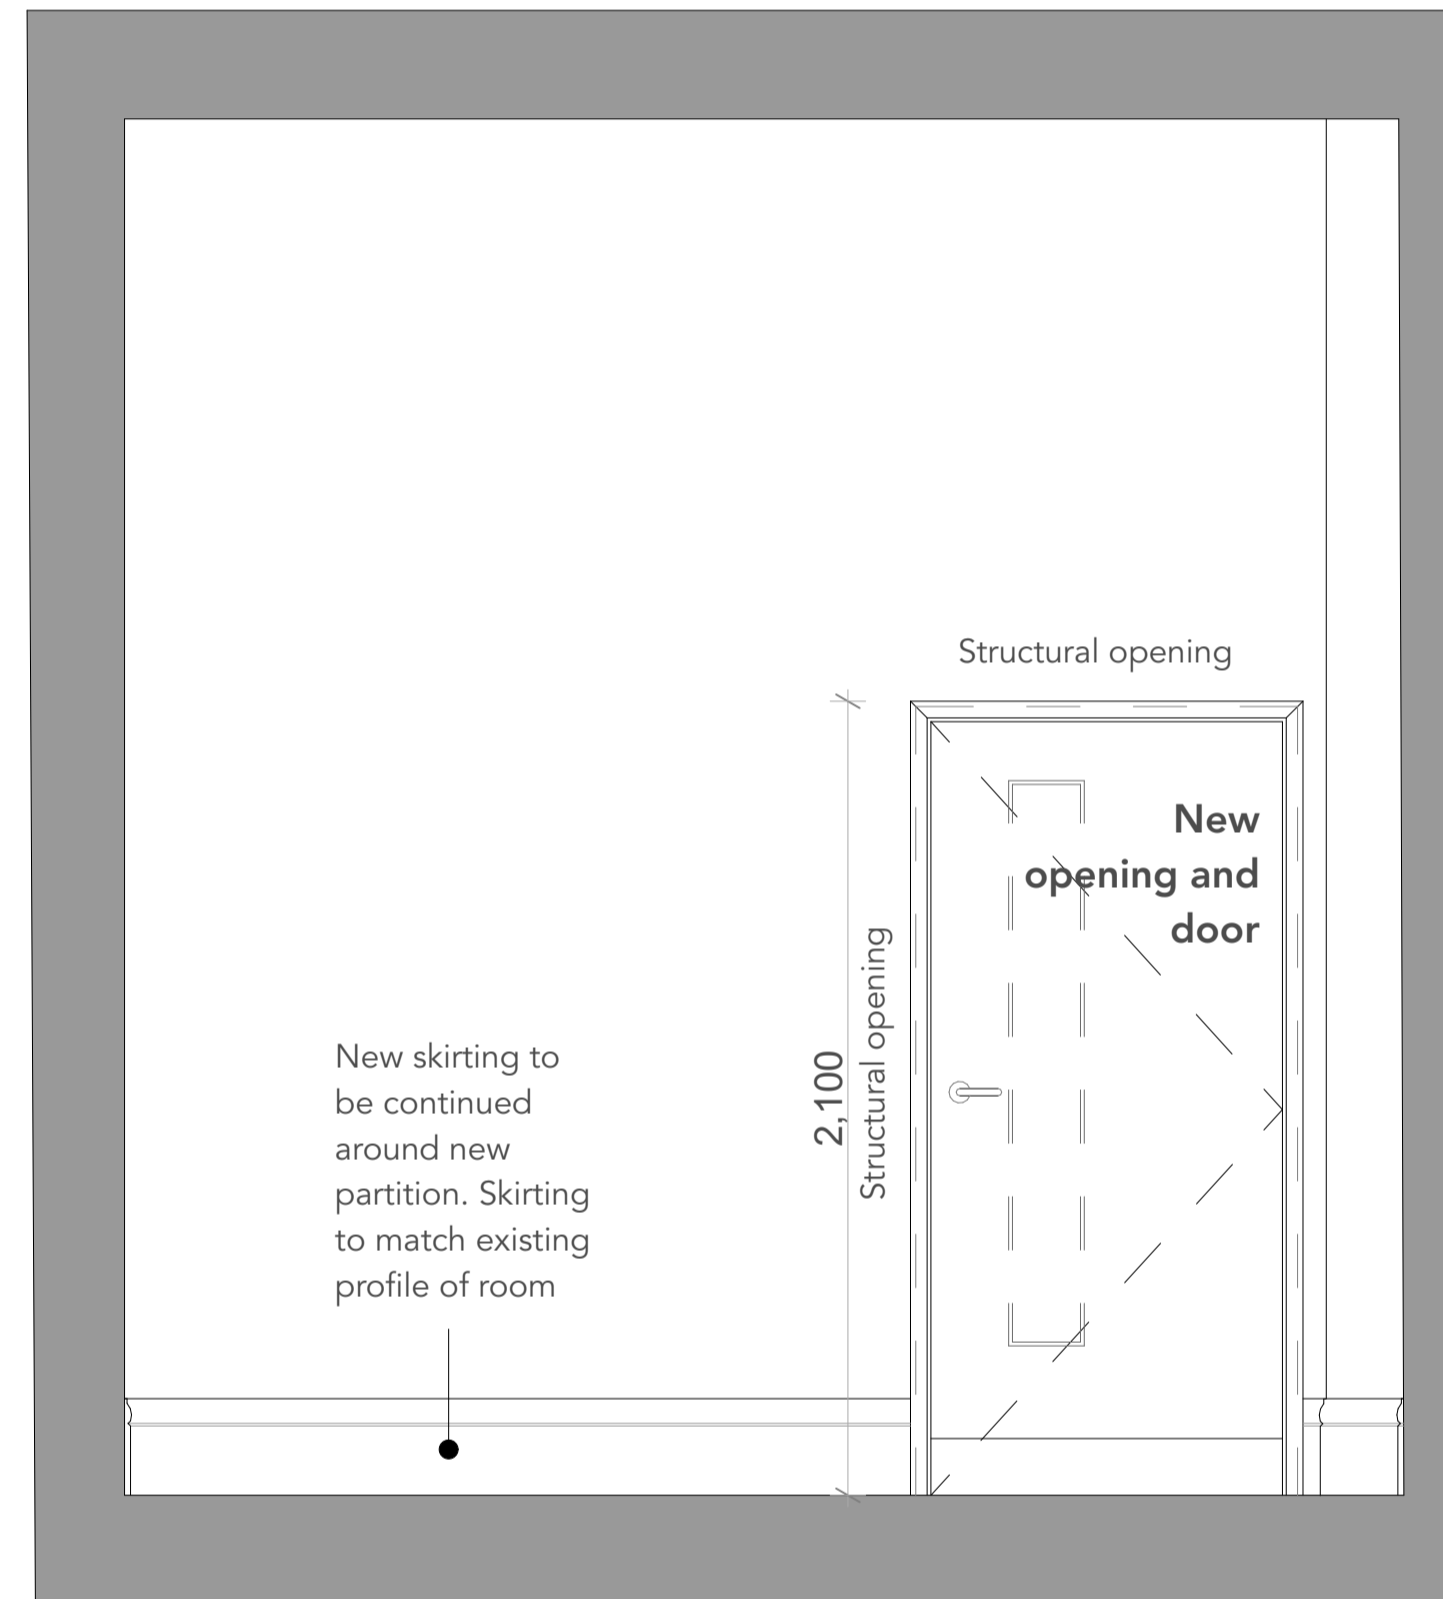 Structural opening
New
opening and
door
2,100
Structural opening
New skirting to
be continued
around new
partition. Skirting
to match existing
profile of room